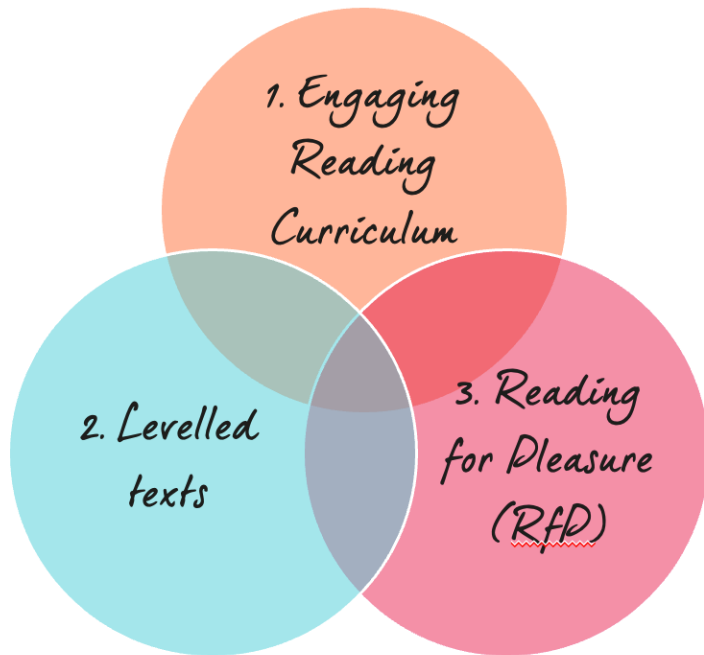 1. Engaging
Reading
Curriculum
2. Levelled
texts
3. Reading
for Pleasure
(RfP)